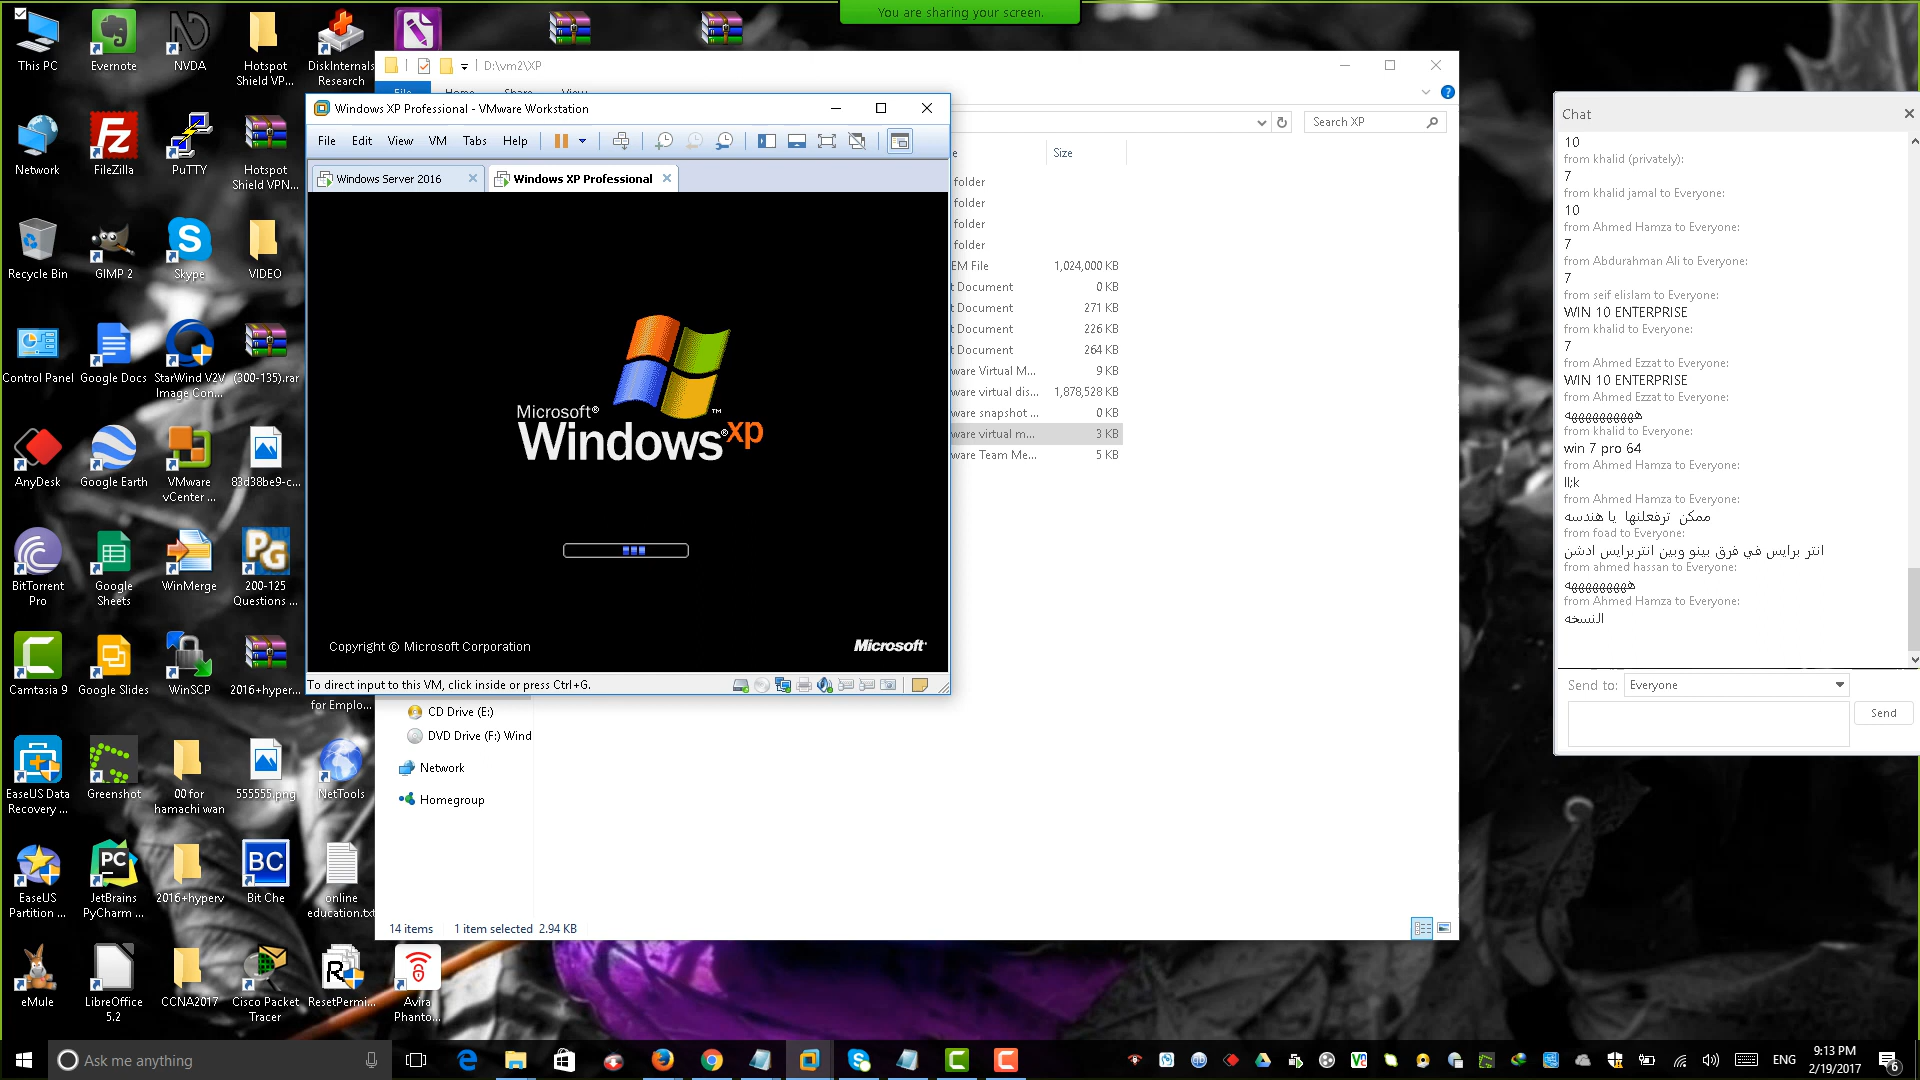 You are sharing your screen.
This PC
Evernote
NVDA
Hotspot
Shield VP...
DiskInternals
Research
Network
FileZilla
PuTTY
Hotspot
Shield VPN...
Recycle Bin
GIMP 2
Skype
VIDEO
Control Panel
Google Docs
StarWind V2V
Image Con...
(300-135).rar
AnyDesk
Google Earth
VMware
vCenter ...
83d38be9-c...
BitTorrent
Pro
Google
Sheets
WinMerge
200-125
Questions ...
Camtasia 9
Google Slides
WinSCP
2016+hyper...
for Emplo...
EaseUS Data
Recovery ...
Greenshot
00 for
hamachi wan
555555.png
NetTools
EaseUS
Partition ...
JetBrains
PyCharm ...
2016+hyperv
Bit Che
online
education.txt
eMule
LibreOffice
5.2
CCNA2017
Cisco Packet
Tracer
ResetPermi...
Avira
Phanto...
D:\vm2\XP
File Home Share View
Search XP
Size
folder
folder
folder
folder
EM File 1,024,000 KB
t Document 0 KB
t Document 271 KB
t Document 226 KB
t Document 264 KB
ware Virtual M... 9 KB
ware virtual dis... 1,878,528 KB
ware snapshot ... 0 KB
ware virtual m... 3 KB
ware Team Me... 5 KB
CD Drive (E:)
DVD Drive (F:) Wind
Network
Homegroup
14 items 1 item selected 2.94 KB
Windows XP Professional - VMware Workstation
File Edit View VM Tabs Help
Windows Server 2016
Windows XP Professional
Microsoft®
Windows® xp ™
Copyright © Microsoft Corporation
Microsoft®
To direct input to this VM, click inside or press Ctrl+G.
Chat
10
from khalid (privately):
7
from khalid jamal to Everyone:
10
from Ahmed Hamza to Everyone:
7
from Abdurahman Ali to Everyone:
7
from seif elislam to Everyone:
WIN 10 ENTERPRISE
from khalid to Everyone:
7
from Ahmed Ezzat to Everyone:
WIN 10 ENTERPRISE
from Ahmed Ezzat to Everyone:
from khalid to Everyone:
win 7 pro 64
from Ahmed Hamza to Everyone:
ll;k
from Ahmed Hamza to Everyone:
ممكن ترفعلنها يا هندسه
from foad to Everyone:
انتر برايس في فرق بينو وبين انتربرايس ادشن
from ahmed hassan to Everyone:
from Ahmed Hamza to Everyone:
النسخه
Send to: Everyone
Send
Ask me anything
ENG
9:13 PM
2/19/2017
6